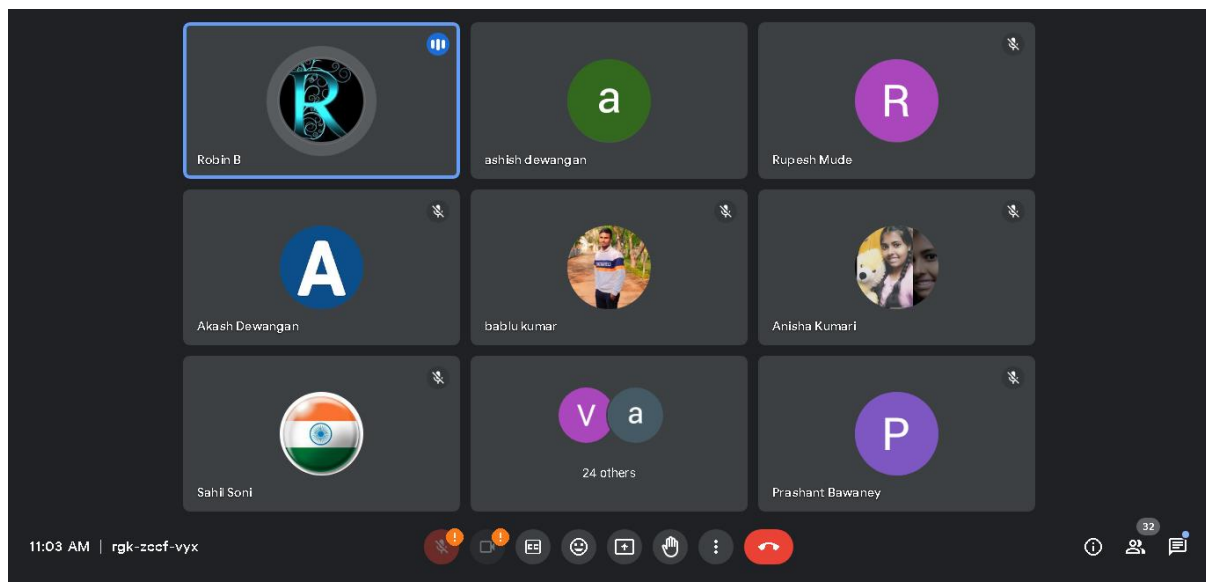 R
Robin B
a
ashish dewangan
R
Rupesh Mude
A
Akash Dewangan
bablu kumar
Anisha Kumari
Sahil Soni
V a
24 others
P
Prashant Bawaney
11:03 AM | rgk-zccf-vyx
CC
32